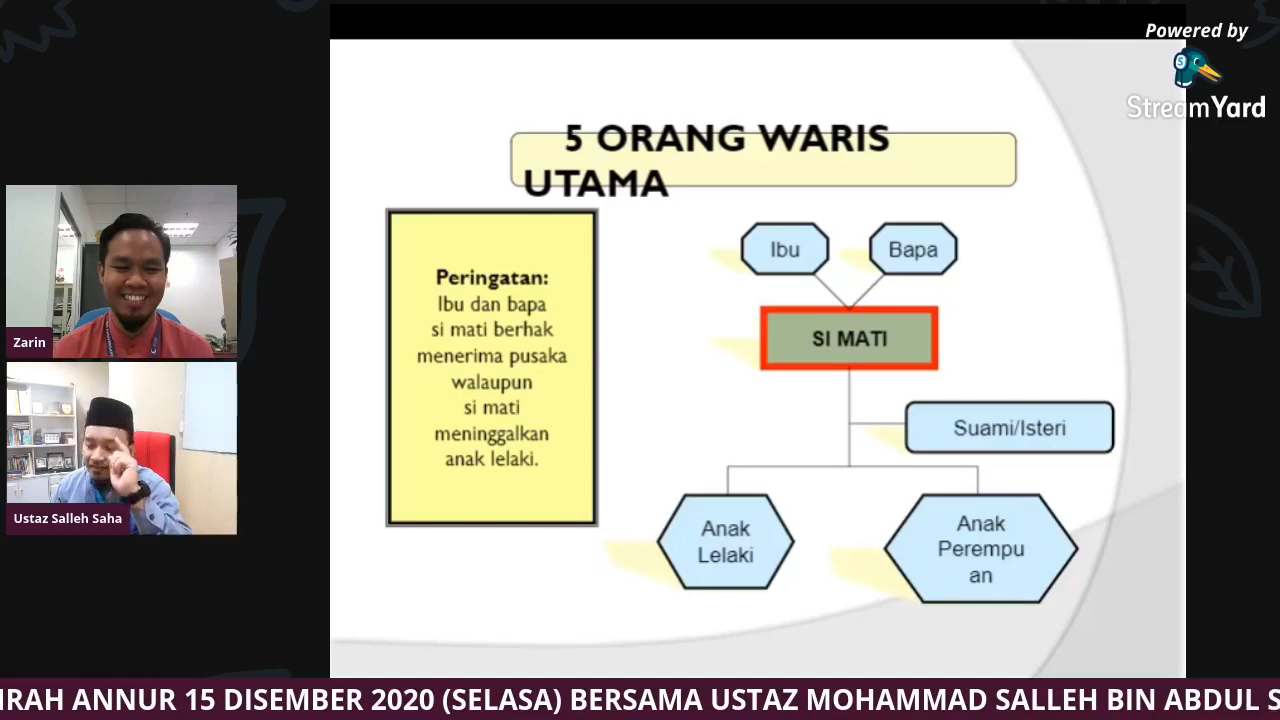 Powered by
StreamYard
5 ORANG WARIS
UTAMA
Peringatan:
Ibu dan bapa
si mati berhak
menerima pusaka
walaupun
si mati
meninggalkan
anak lelaki.
Ibu
Bapa
SI MATI
Suami/Isteri
Anak
Lelaki
Anak
Perempu
an
Zarin
Ustaz Salleh Saha
ANNUR 15 DISEMBER 2020 (SELASA) BERSAMA USTAZ MOHAMMAD SALLEH BIN ABDUL